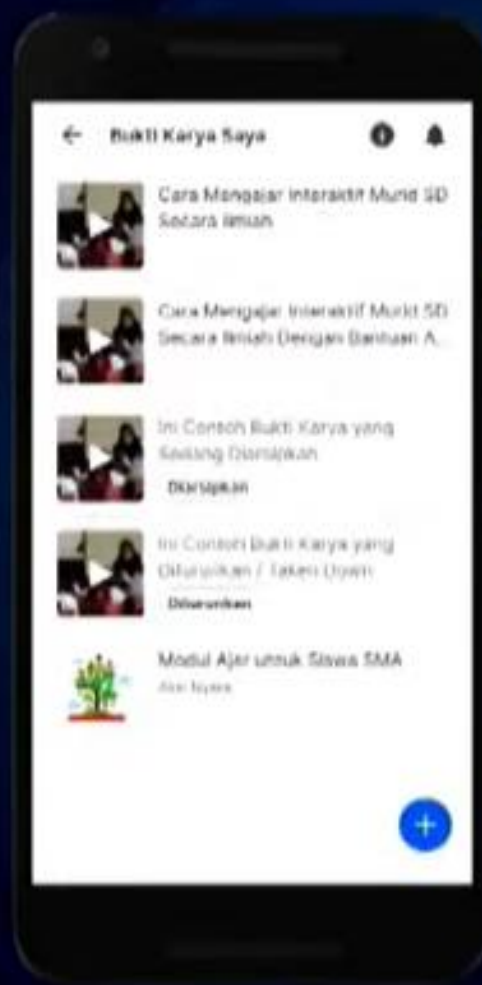 Bukti Karya Saya
Cara Mengajar Interaktif Murid SD
Secara Ilmiah
Cara Mengajar Interaktif Murid SD
Secara Ilmiah Dengan Bantuan A...
Ini Contoh Bukti Karya yang
Sedang Diarsipkan
Diarsipkan
Ini Contoh Bukti Karya yang
Diturunkan / Taken Down
Diturunkan
Modul Ajar untuk Siswa SMA
Aksi Nyata